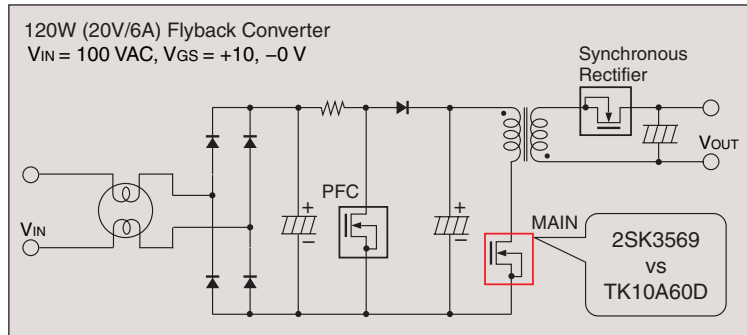 120W (20V/6A) Flyback Converter
VIN = 100 VAC, VGS = +10, −0 V
Synchronous
Rectifier
VOUT
PFC
+
−
+
−
MAIN
VIN
2SK3569
vs
TK10A60D